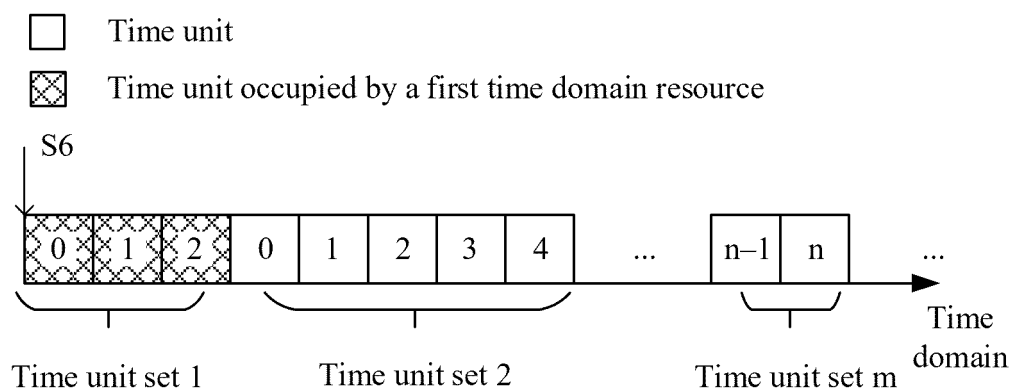 Time unit
Time unit occupied by a first time domain resource
S6
0 1 2 0 1 2 3 4 ... n–1 n ...
Time
domain
Time unit set 1 Time unit set 2 Time unit set m